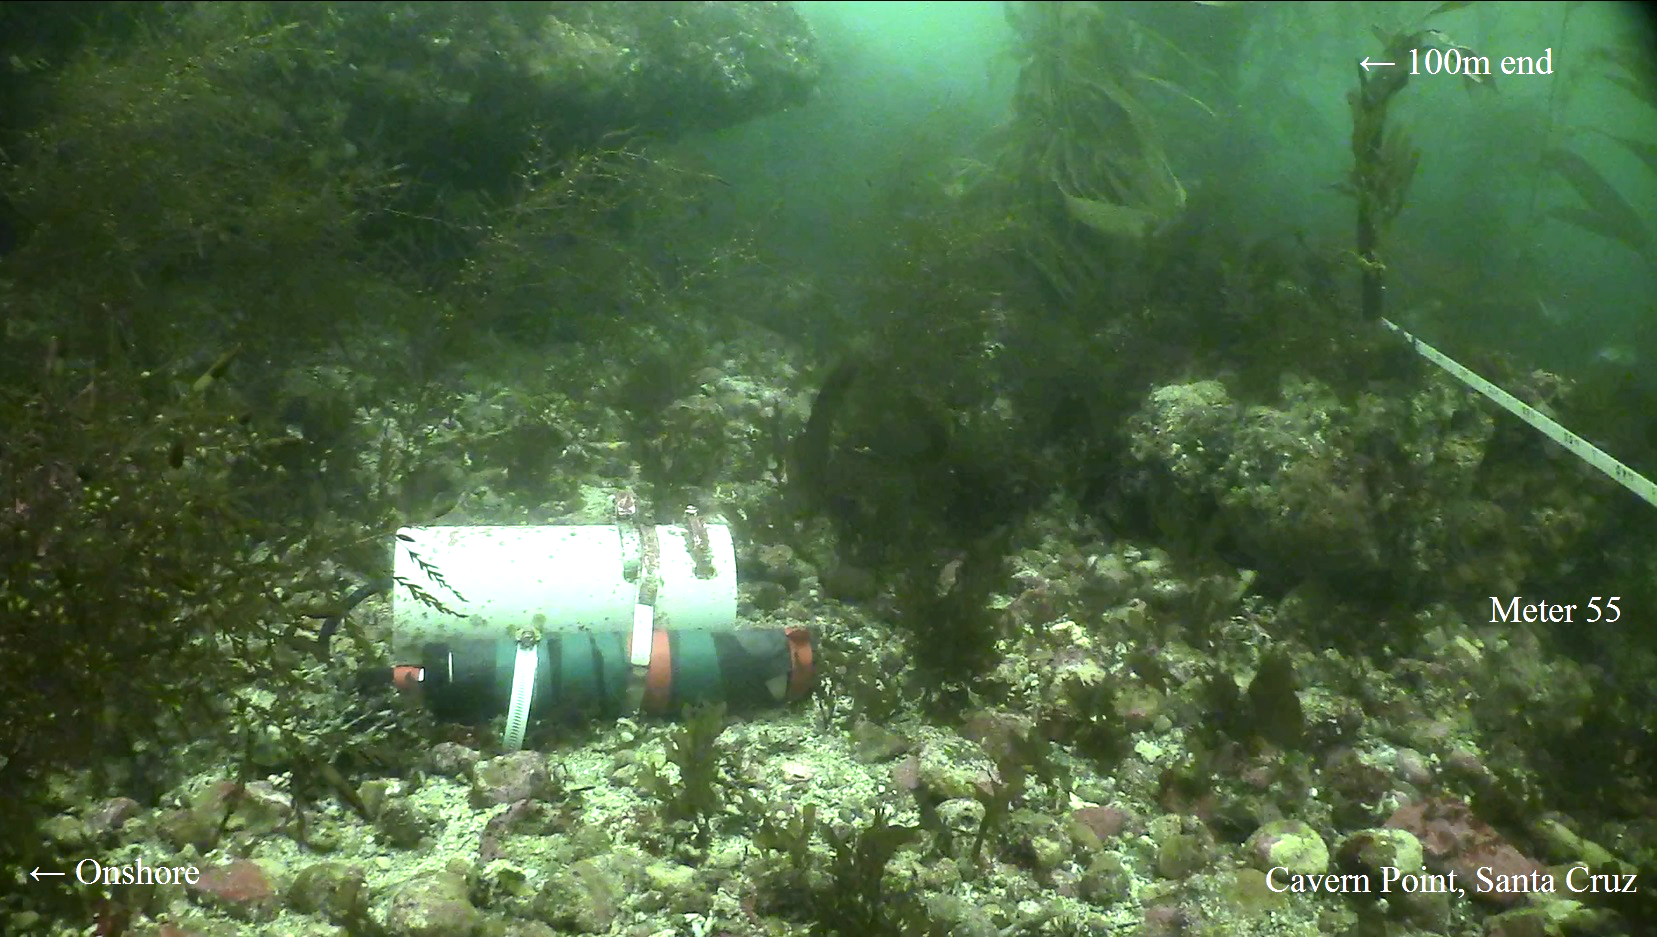 ← 100m end
Meter 55
← Onshore
Cavern Point, Santa Cruz